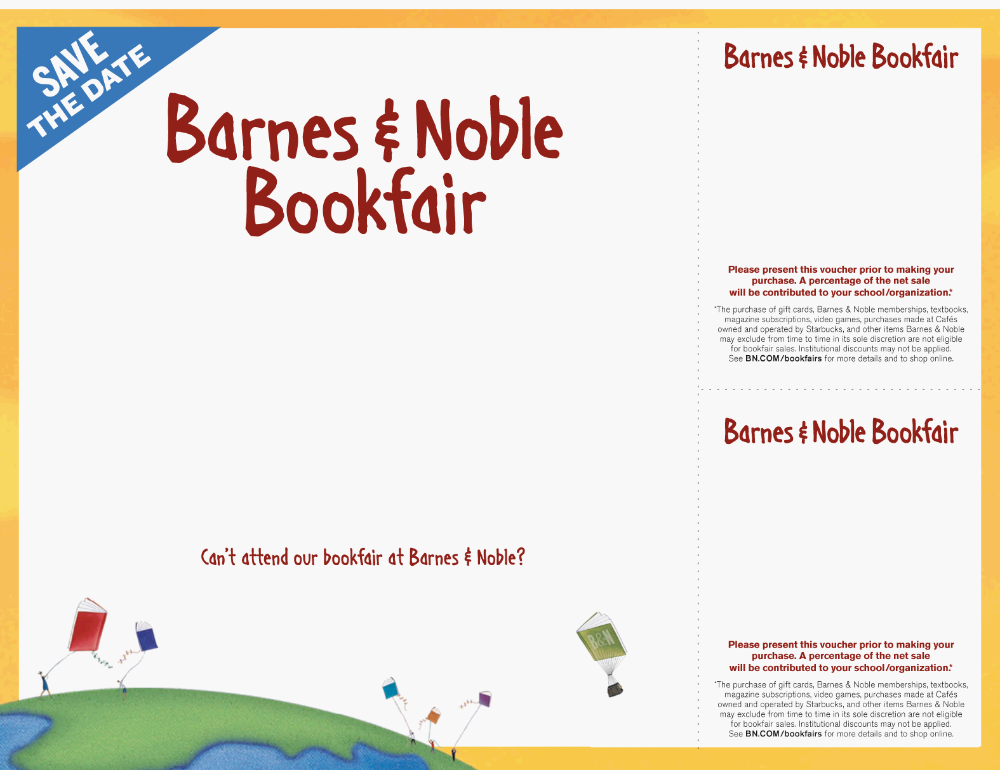 SAVE
THE DATE
Barnes & Noble
Bookfair
Can't attend our bookfair at Barnes & Noble?
B&N
Barnes & Noble Bookfair
Please present this voucher prior to making your
purchase. A percentage of the net sale
will be contributed to your school/organization.*
*The purchase of gift cards, Barnes & Noble memberships, textbooks,
magazine subscriptions, video games, purchases made at Cafés
owned and operated by Starbucks, and other items Barnes & Noble
may exclude from time to time in its sole discretion are not eligible
for bookfair sales. Institutional discounts may not be applied.
See BN.COM/bookfairs for more details and to shop online.
Barnes & Noble Bookfair
Please present this voucher prior to making your
purchase. A percentage of the net sale
will be contributed to your school/organization.*
*The purchase of gift cards, Barnes & Noble memberships, textbooks,
magazine subscriptions, video games, purchases made at Cafés
owned and operated by Starbucks, and other items Barnes & Noble
may exclude from time to time in its sole discretion are not eligible
for bookfair sales. Institutional discounts may not be applied.
See BN.COM/bookfairs for more details and to shop online.